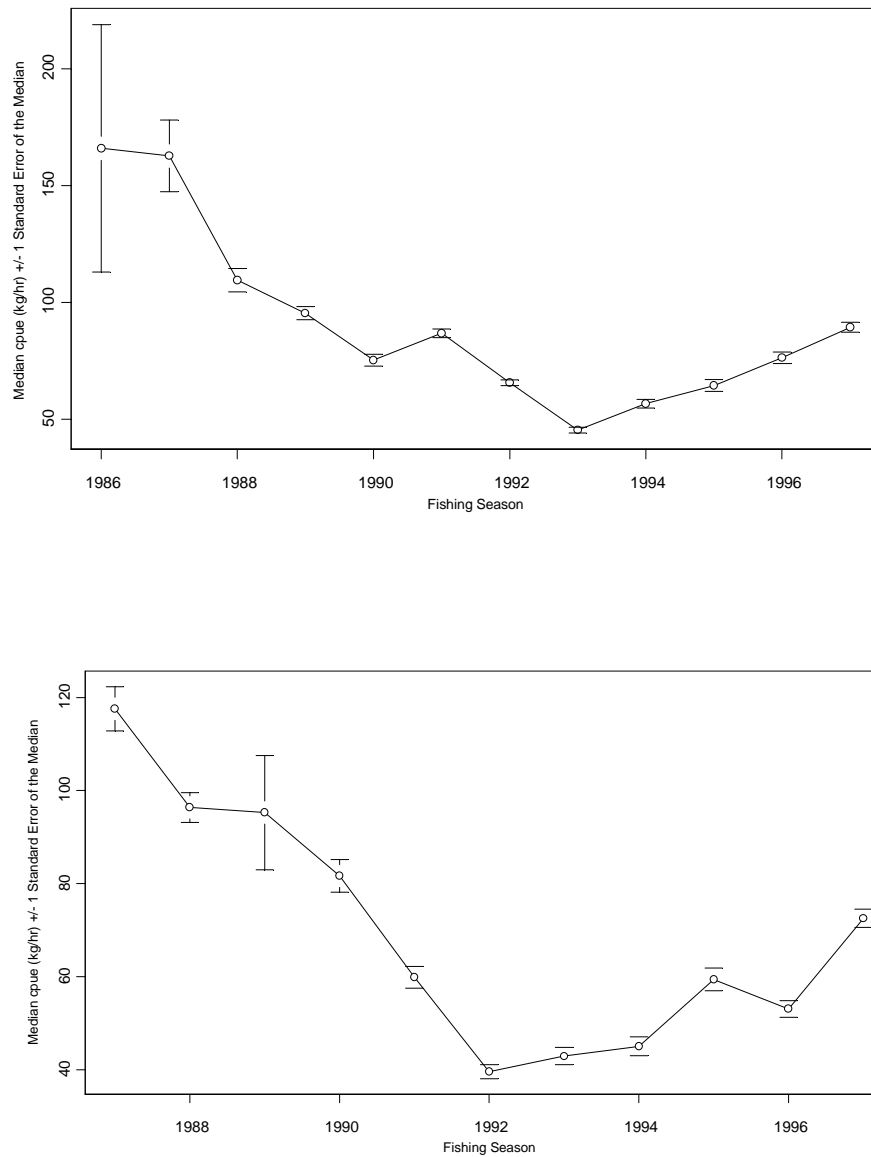 Median cpue (kg/hr) +/- 1 Standard Error of the Median
200
150
100
50
1986 1988 1990 1992 1994 1996
Fishing Season
Median cpue (kg/hr) +/- 1 Standard Error of the Median
120
100
80
60
40
1988 1990 1992 1994 1996
Fishing Season